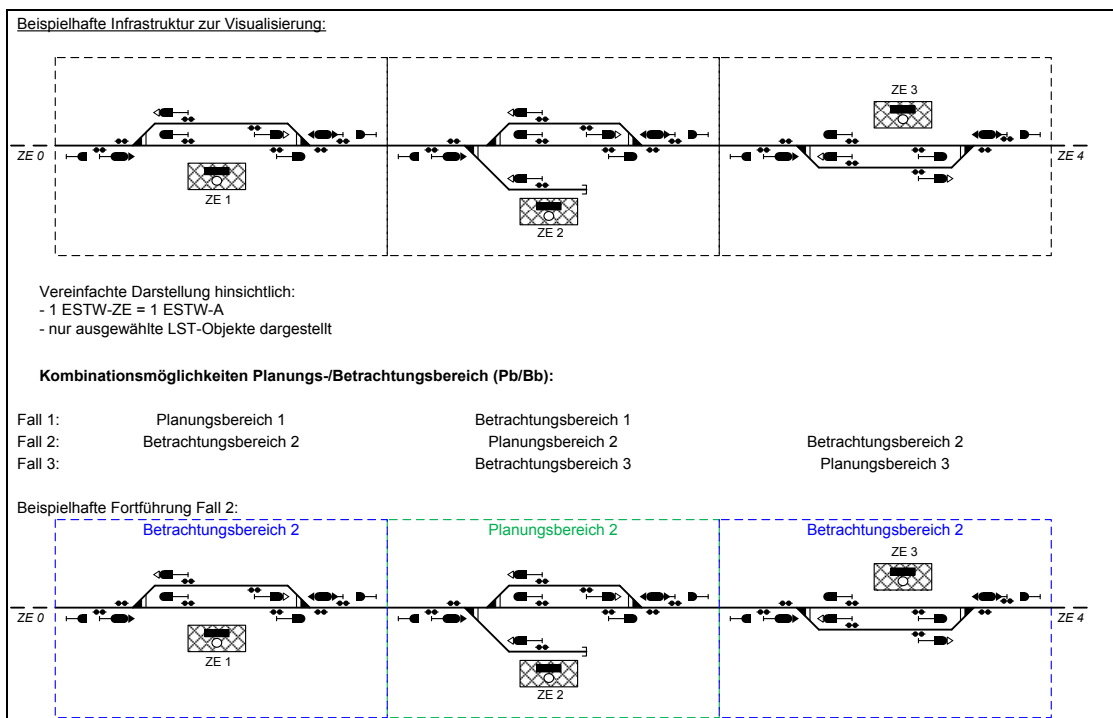 Beispielhafte Infrastruktur zur Visualisierung:
ZE 3
ZE 0
ZE 4
ZE 1
ZE 2
Vereinfachte Darstellung hinsichtlich:
- 1 ESTW-ZE = 1 ESTW-A
- nur ausgewählte LST-Objekte dargestellt
Kombinationsmöglichkeiten Planungs-/Betrachtungsbereich (Pb/Bb):
Fall 1: Planungsbereich 1 Betrachtungsbereich 1
Fall 2: Betrachtungsbereich 2 Planungsbereich 2 Betrachtungsbereich 2
Fall 3: Betrachtungsbereich 3 Planungsbereich 3
Beispielhafte Fortführung Fall 2:
Betrachtungsbereich 2 Planungsbereich 2 Betrachtungsbereich 2
ZE 3
ZE 0
ZE 4
ZE 1
ZE 2